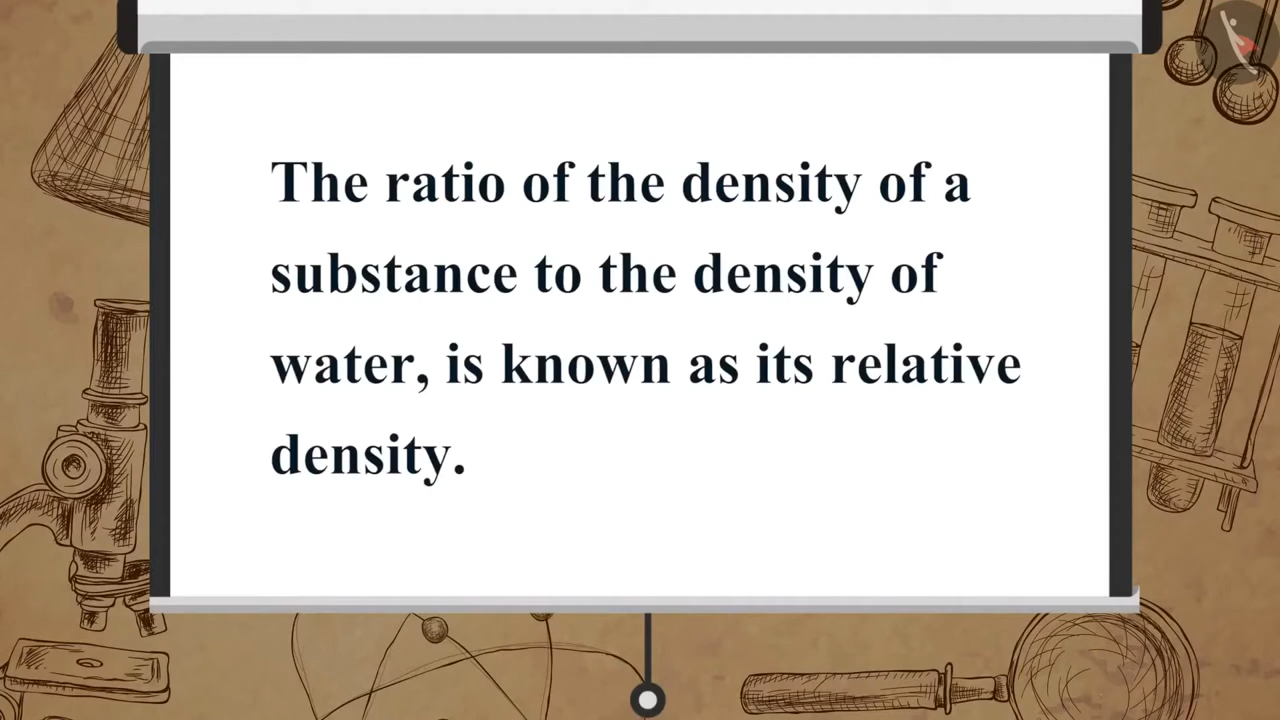 The ratio of the density of a
substance to the density of
water, is known as its relative
density.